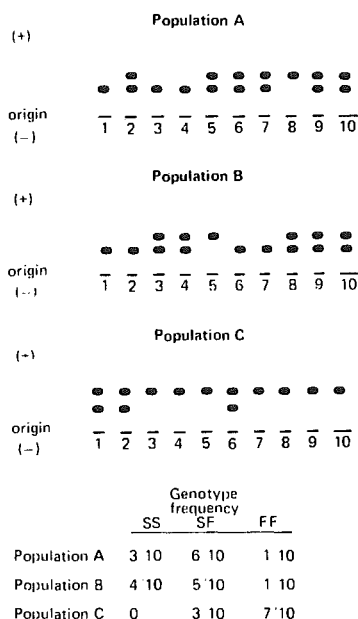 Population A
(+)
origin
(−)
1 2 3 4 5 6 7 8 9 10
Population B
(+)
origin
(−)
1 2 3 4 5 6 7 8 9 10
Population C
(+)
origin
(−)
1 2 3 4 5 6 7 8 9 10
Genotype
frequency
SS SF FF
Population A 3 10 6 10 1 10
Population B 4 10 5 10 1 10
Population C 0 3 10 7 10